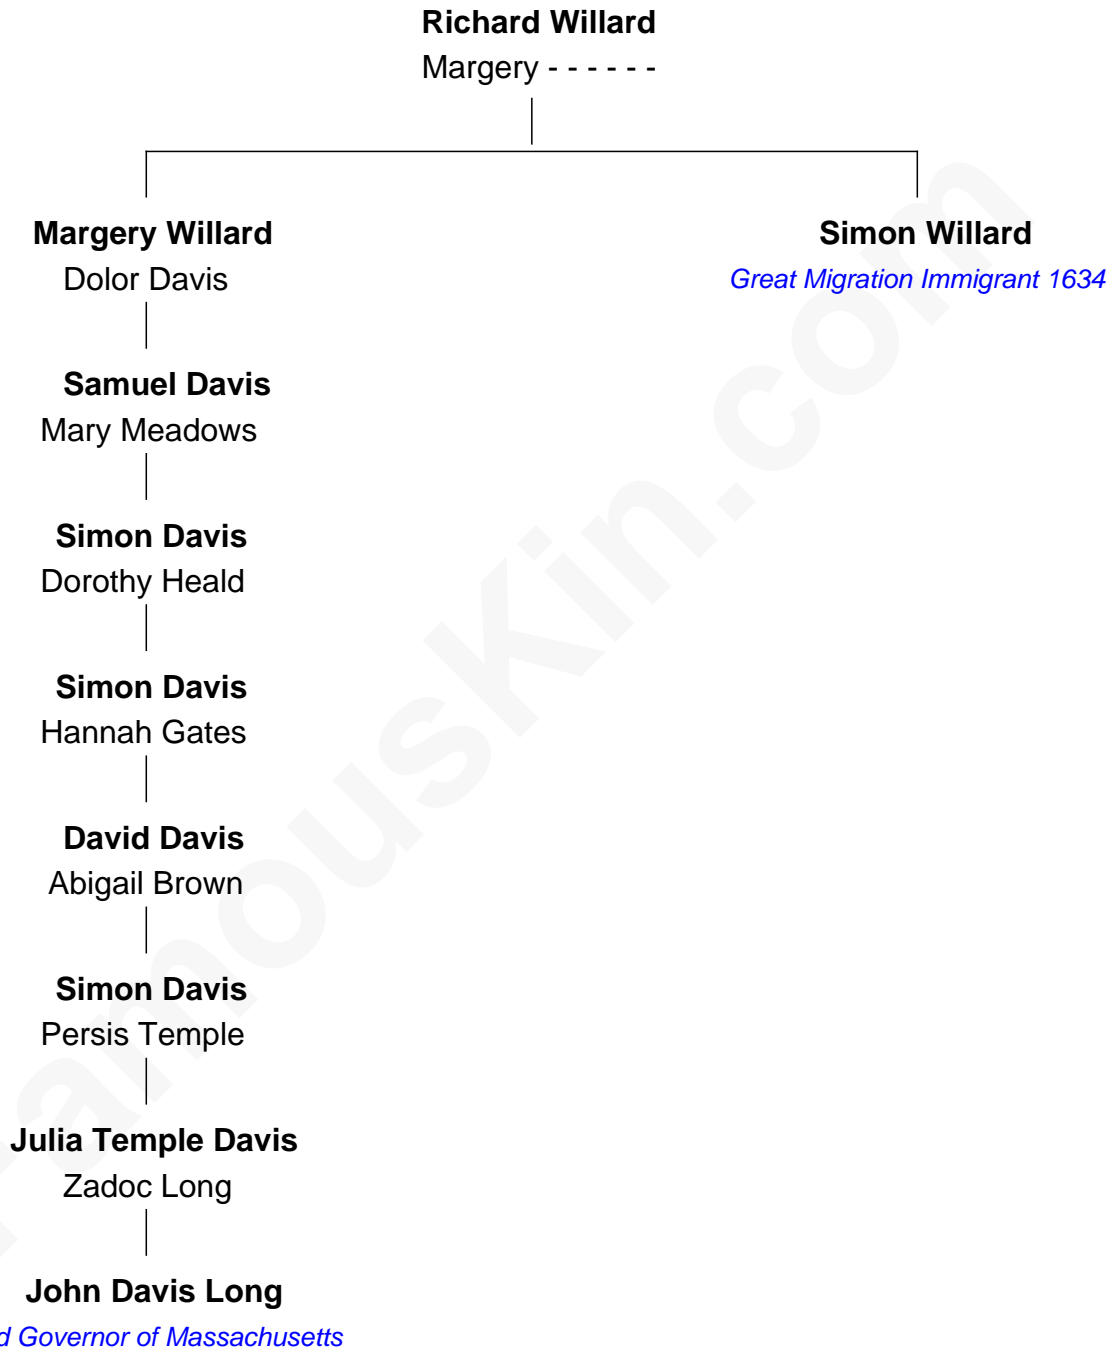 Richard Willard
Margery - - - - - -
Margery Willard
Dolor Davis
Simon Willard
Great Migration Immigrant 1634
Samuel Davis
Mary Meadows
Simon Davis
Dorothy Heald
Simon Davis
Hannah Gates
David Davis
Abigail Brown
Simon Davis
Persis Temple
Julia Temple Davis
Zadoc Long
John Davis Long
d Governor of Massachusetts
FamousKin.com